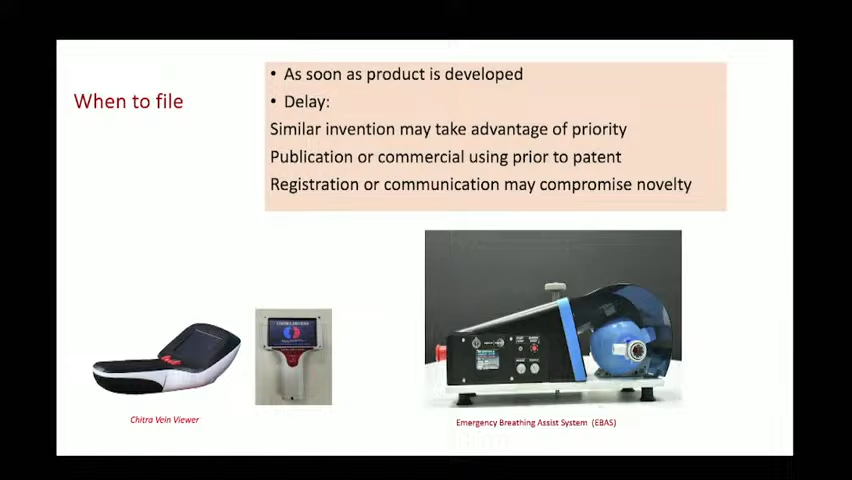 When to file
• As soon as product is developed
• Delay:
Similar invention may take advantage of priority
Publication or commercial using prior to patent
Registration or communication may compromise novelty
Chitra Vein Viewer
Emergency Breathing Assist System (EBAS)